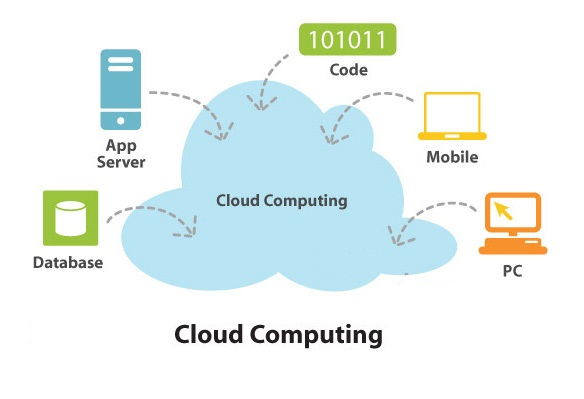 101011
Code
App
Server
Mobile
Cloud Computing
Database
PC
Cloud Computing